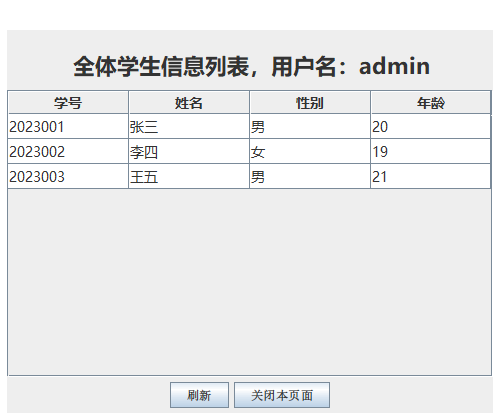 全体学生信息列表，用户名：admin
学号 姓名 性别 年龄
2023001 张三 男 20
2023002 李四 女 19
2023003 王五 男 21
刷新 关闭本页面